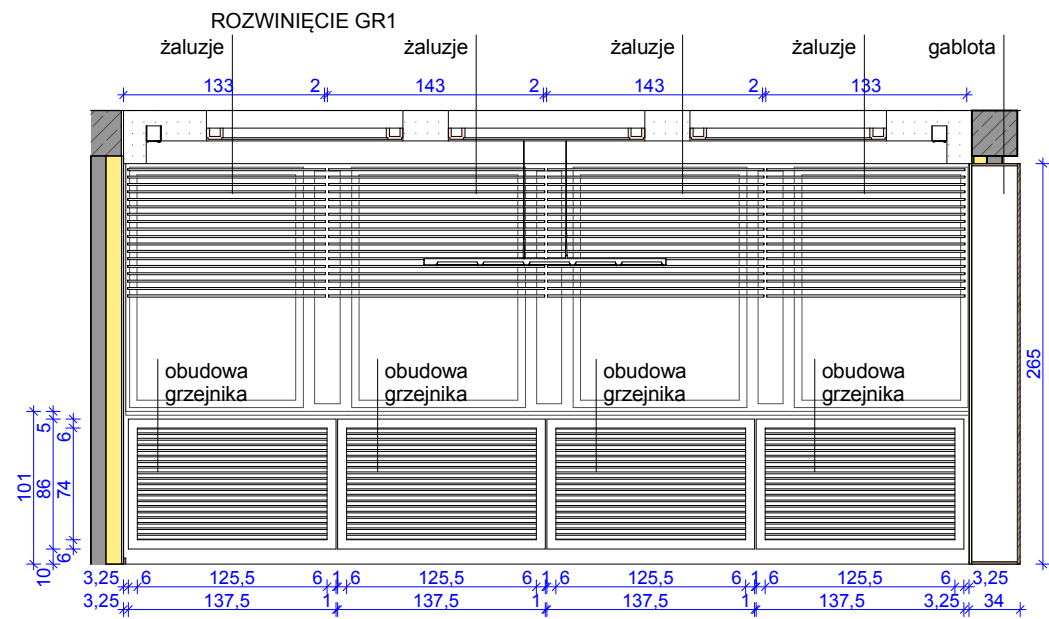 ROZWINIĘCIE GR1
żaluzje żaluzje żaluzje żaluzje gablota
133 2 143 2 143 2 133
265
obudowa grzejnika
obudowa grzejnika
obudowa grzejnika
obudowa grzejnika
101
5
86
10
6
74
6
3,25 6 125,5 6 1 6 125,5 6 1 6 125,5 6 1 6 125,5 6 3,25
3,25 137,5 1 137,5 1 137,5 1 137,5 3,25 34